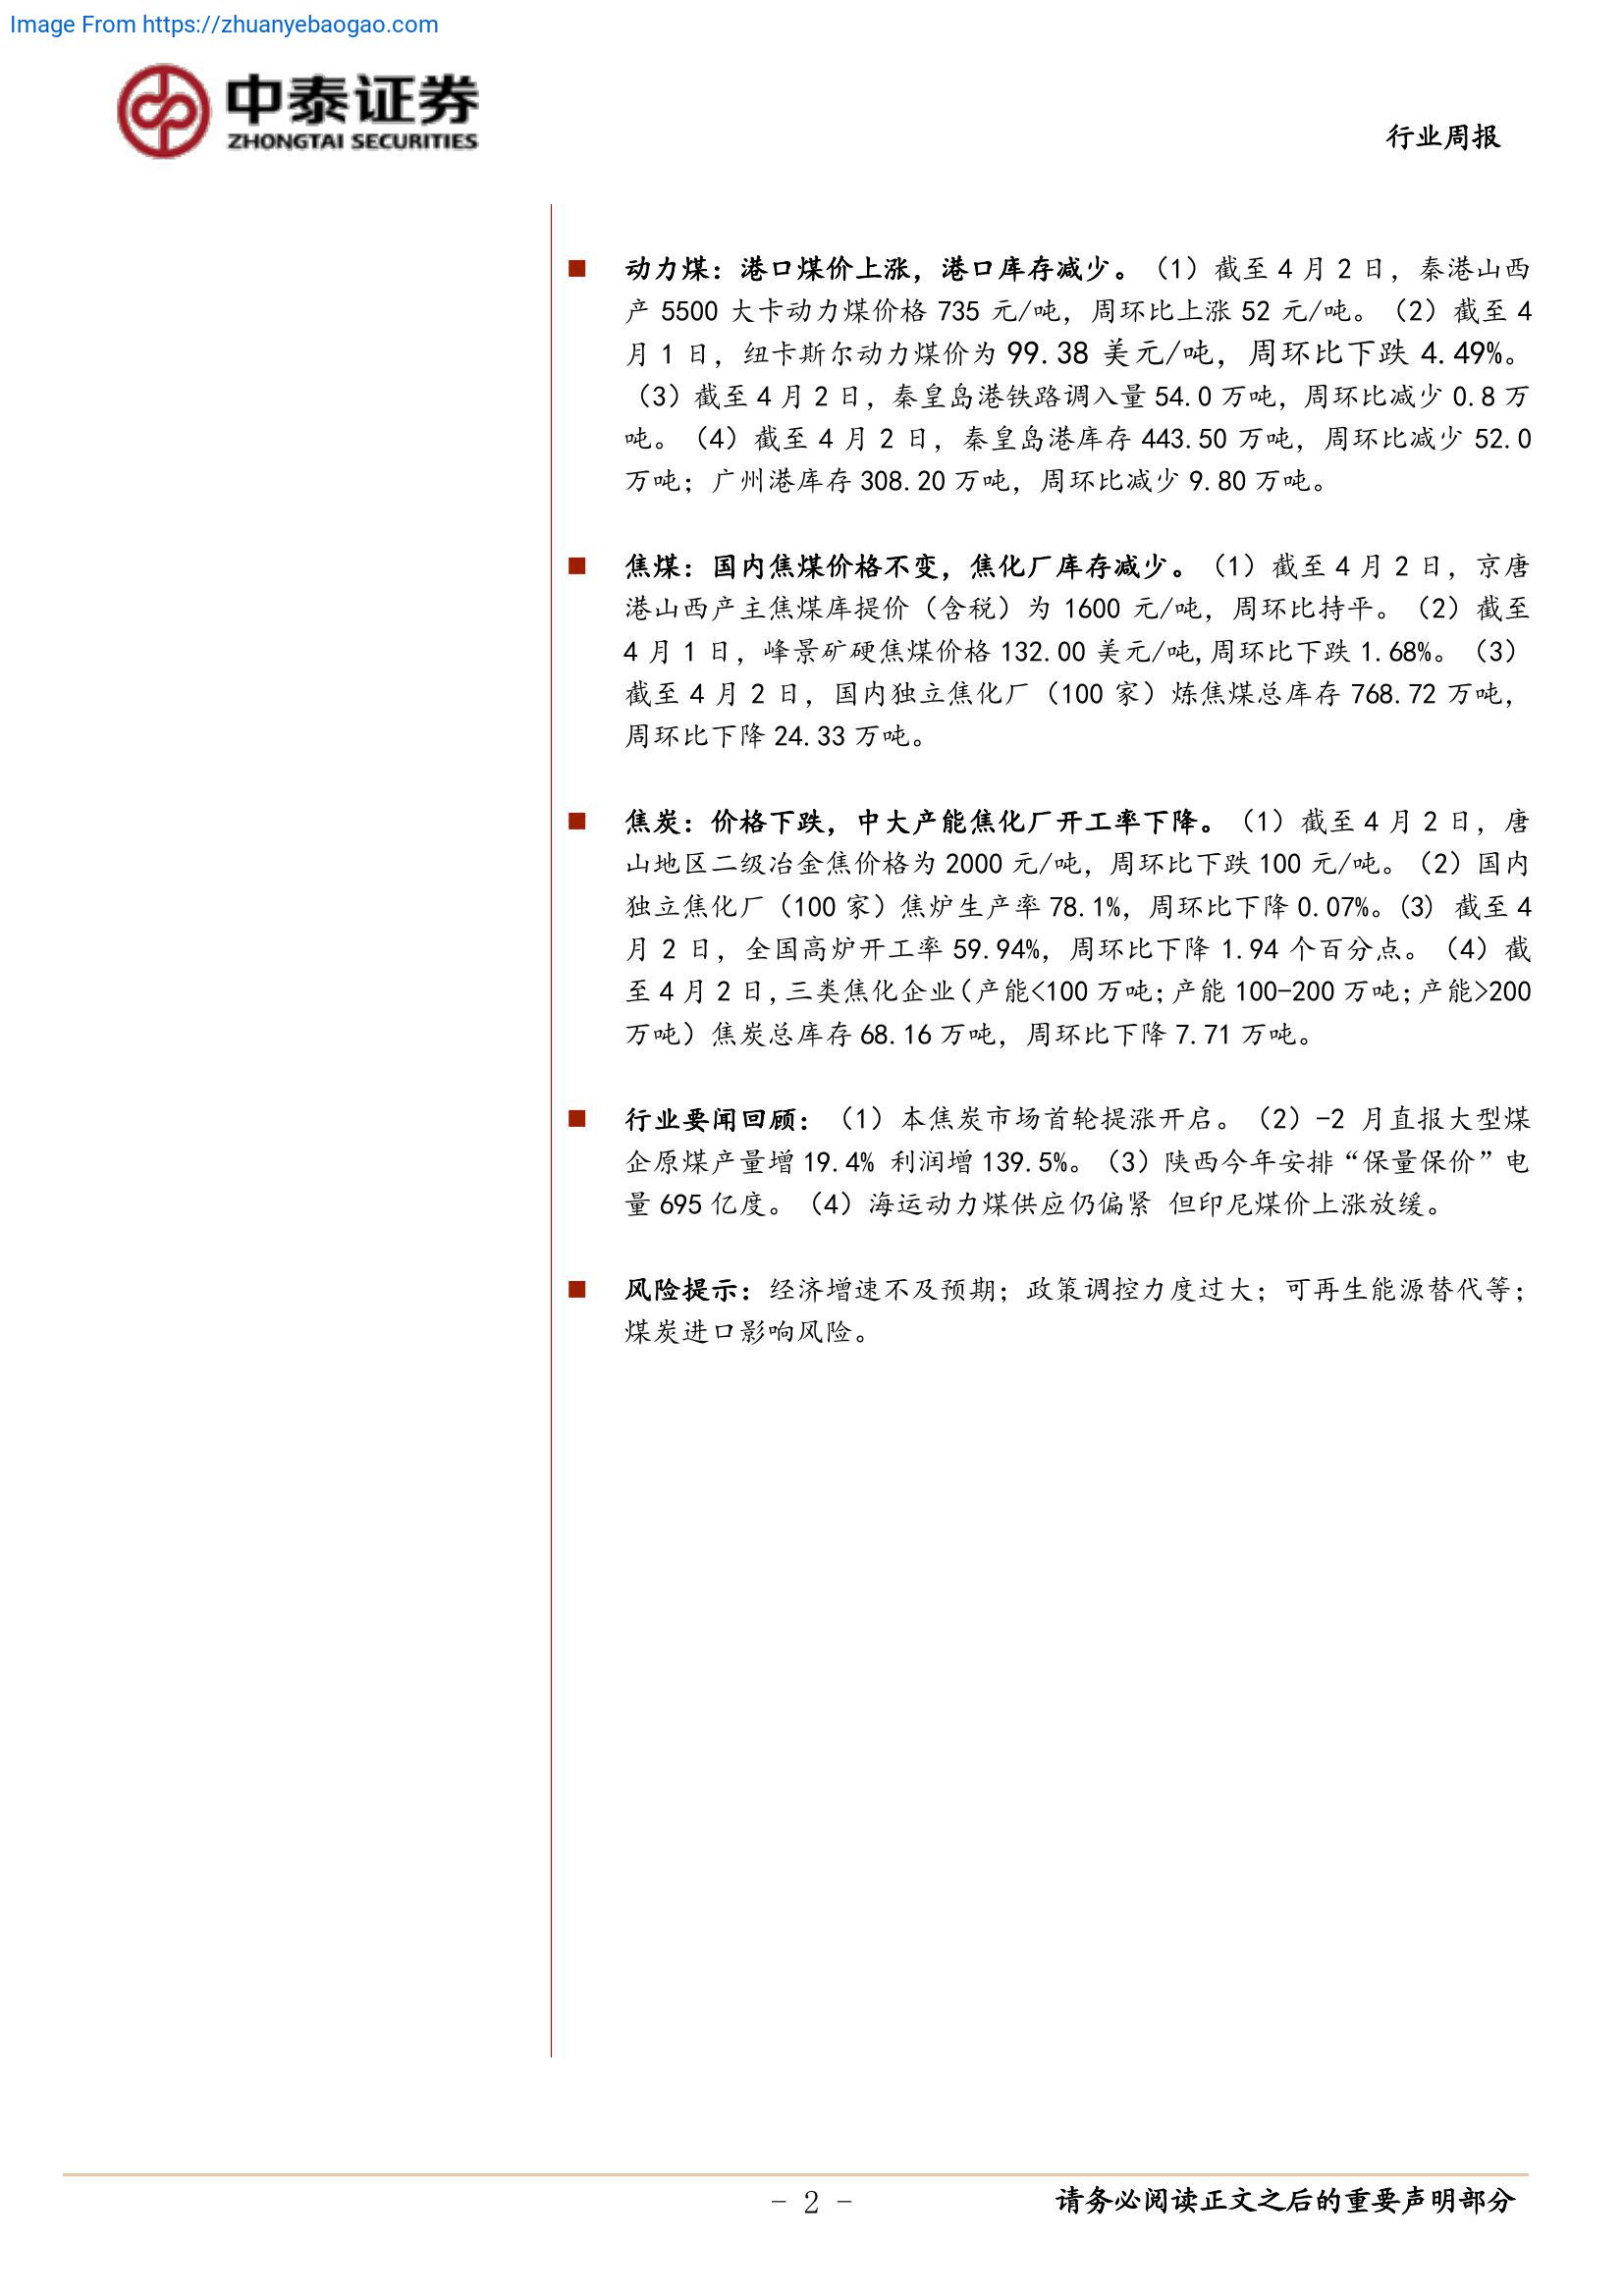 Image From https://zhuanyebaogao.com
中泰证券
ZHONGTAI SECURITIES
行业周报
■ 动力煤：港口煤价上涨，港口库存减少。（1）截至 4 月 2 日，秦港山西
产 5500 大卡动力煤价格 735 元/吨，周环比上涨 52 元/吨。（2）截至 4
月 1 日，纽卡斯尔动力煤价为 99.38 美元/吨，周环比下跌 4.49%。
（3）截至 4 月 2 日，秦皇岛港铁路调入量 54.0 万吨，周环比减少 0.8 万
吨。（4）截至 4 月 2 日，秦皇岛港库存 443.50 万吨，周环比减少 52.0
万吨；广州港库存 308.20 万吨，周环比减少 9.80 万吨。
■ 焦煤：国内焦煤价格不变，焦化厂库存减少。（1）截至 4 月 2 日，京唐
港山西产主焦煤库提价（含税）为 1600 元/吨，周环比持平。（2）截至
4 月 1 日，峰景矿硬焦煤价格 132.00 美元/吨,周环比下跌 1.68%。（3）
截至 4 月 2 日，国内独立焦化厂（100 家）炼焦煤总库存 768.72 万吨，
周环比下降 24.33 万吨。
■ 焦炭：价格下跌，中大产能焦化厂开工率下降。（1）截至 4 月 2 日，唐
山地区二级冶金焦价格为 2000 元/吨，周环比下跌 100 元/吨。（2）国内
独立焦化厂（100 家）焦炉生产率 78.1%，周环比下降 0.07%。(3) 截至 4
月 2 日，全国高炉开工率 59.94%，周环比下降 1.94 个百分点。（4）截
至 4 月 2 日,三类焦化企业（产能<100 万吨；产能 100-200 万吨；产能>200
万吨）焦炭总库存 68.16 万吨，周环比下降 7.71 万吨。
■ 行业要闻回顾：（1）本焦炭市场首轮提涨开启。（2）-2 月直报大型煤
企原煤产量增 19.4% 利润增 139.5%。（3）陕西今年安排“保量保价”电
量 695 亿度。（4）海运动力煤供应仍偏紧 但印尼煤价上涨放缓。
■ 风险提示：经济增速不及预期；政策调控力度过大；可再生能源替代等；
煤炭进口影响风险。
- 2 -
请务必阅读正文之后的重要声明部分